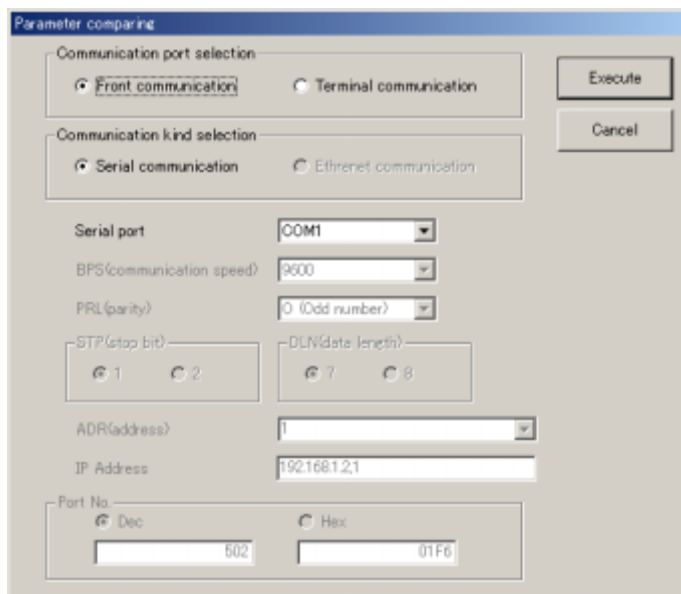 Parameter comparing
Communication port selection
Front communication
Terminal communication
Execute
Cancel
Communication kind selection
Serial communication
Ethrenet communication
Serial port
COM1
BPS(communication speed)
9600
PRL(parity)
O (Odd number)
STP(stop bit)
1
2
DLN(data length)
7
8
ADR(address)
1
IP Address
192.168.1.2,1
Port No.
Dec
Hex
502
01F6